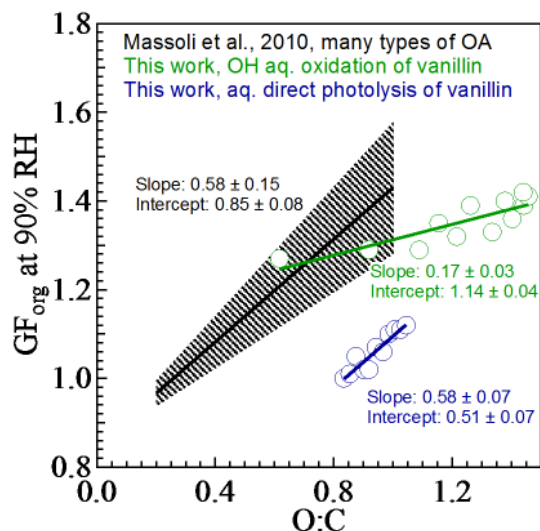 1.8
Massoli et al., 2010, many types of OA
This work, OH aq. oxidation of vanillin
This work, aq. direct photolysis of vanillin
1.6
Slope: 0.58 ± 0.15
Intercept: 0.85 ± 0.08
1.4
GForg at 90% RH
Slope: 0.17 ± 0.03
Intercept: 1.14 ± 0.04
1.2
1.0
Slope: 0.58 ± 0.07
Intercept: 0.51 ± 0.07
0.8
0.0 0.4 0.8 1.2
O:C